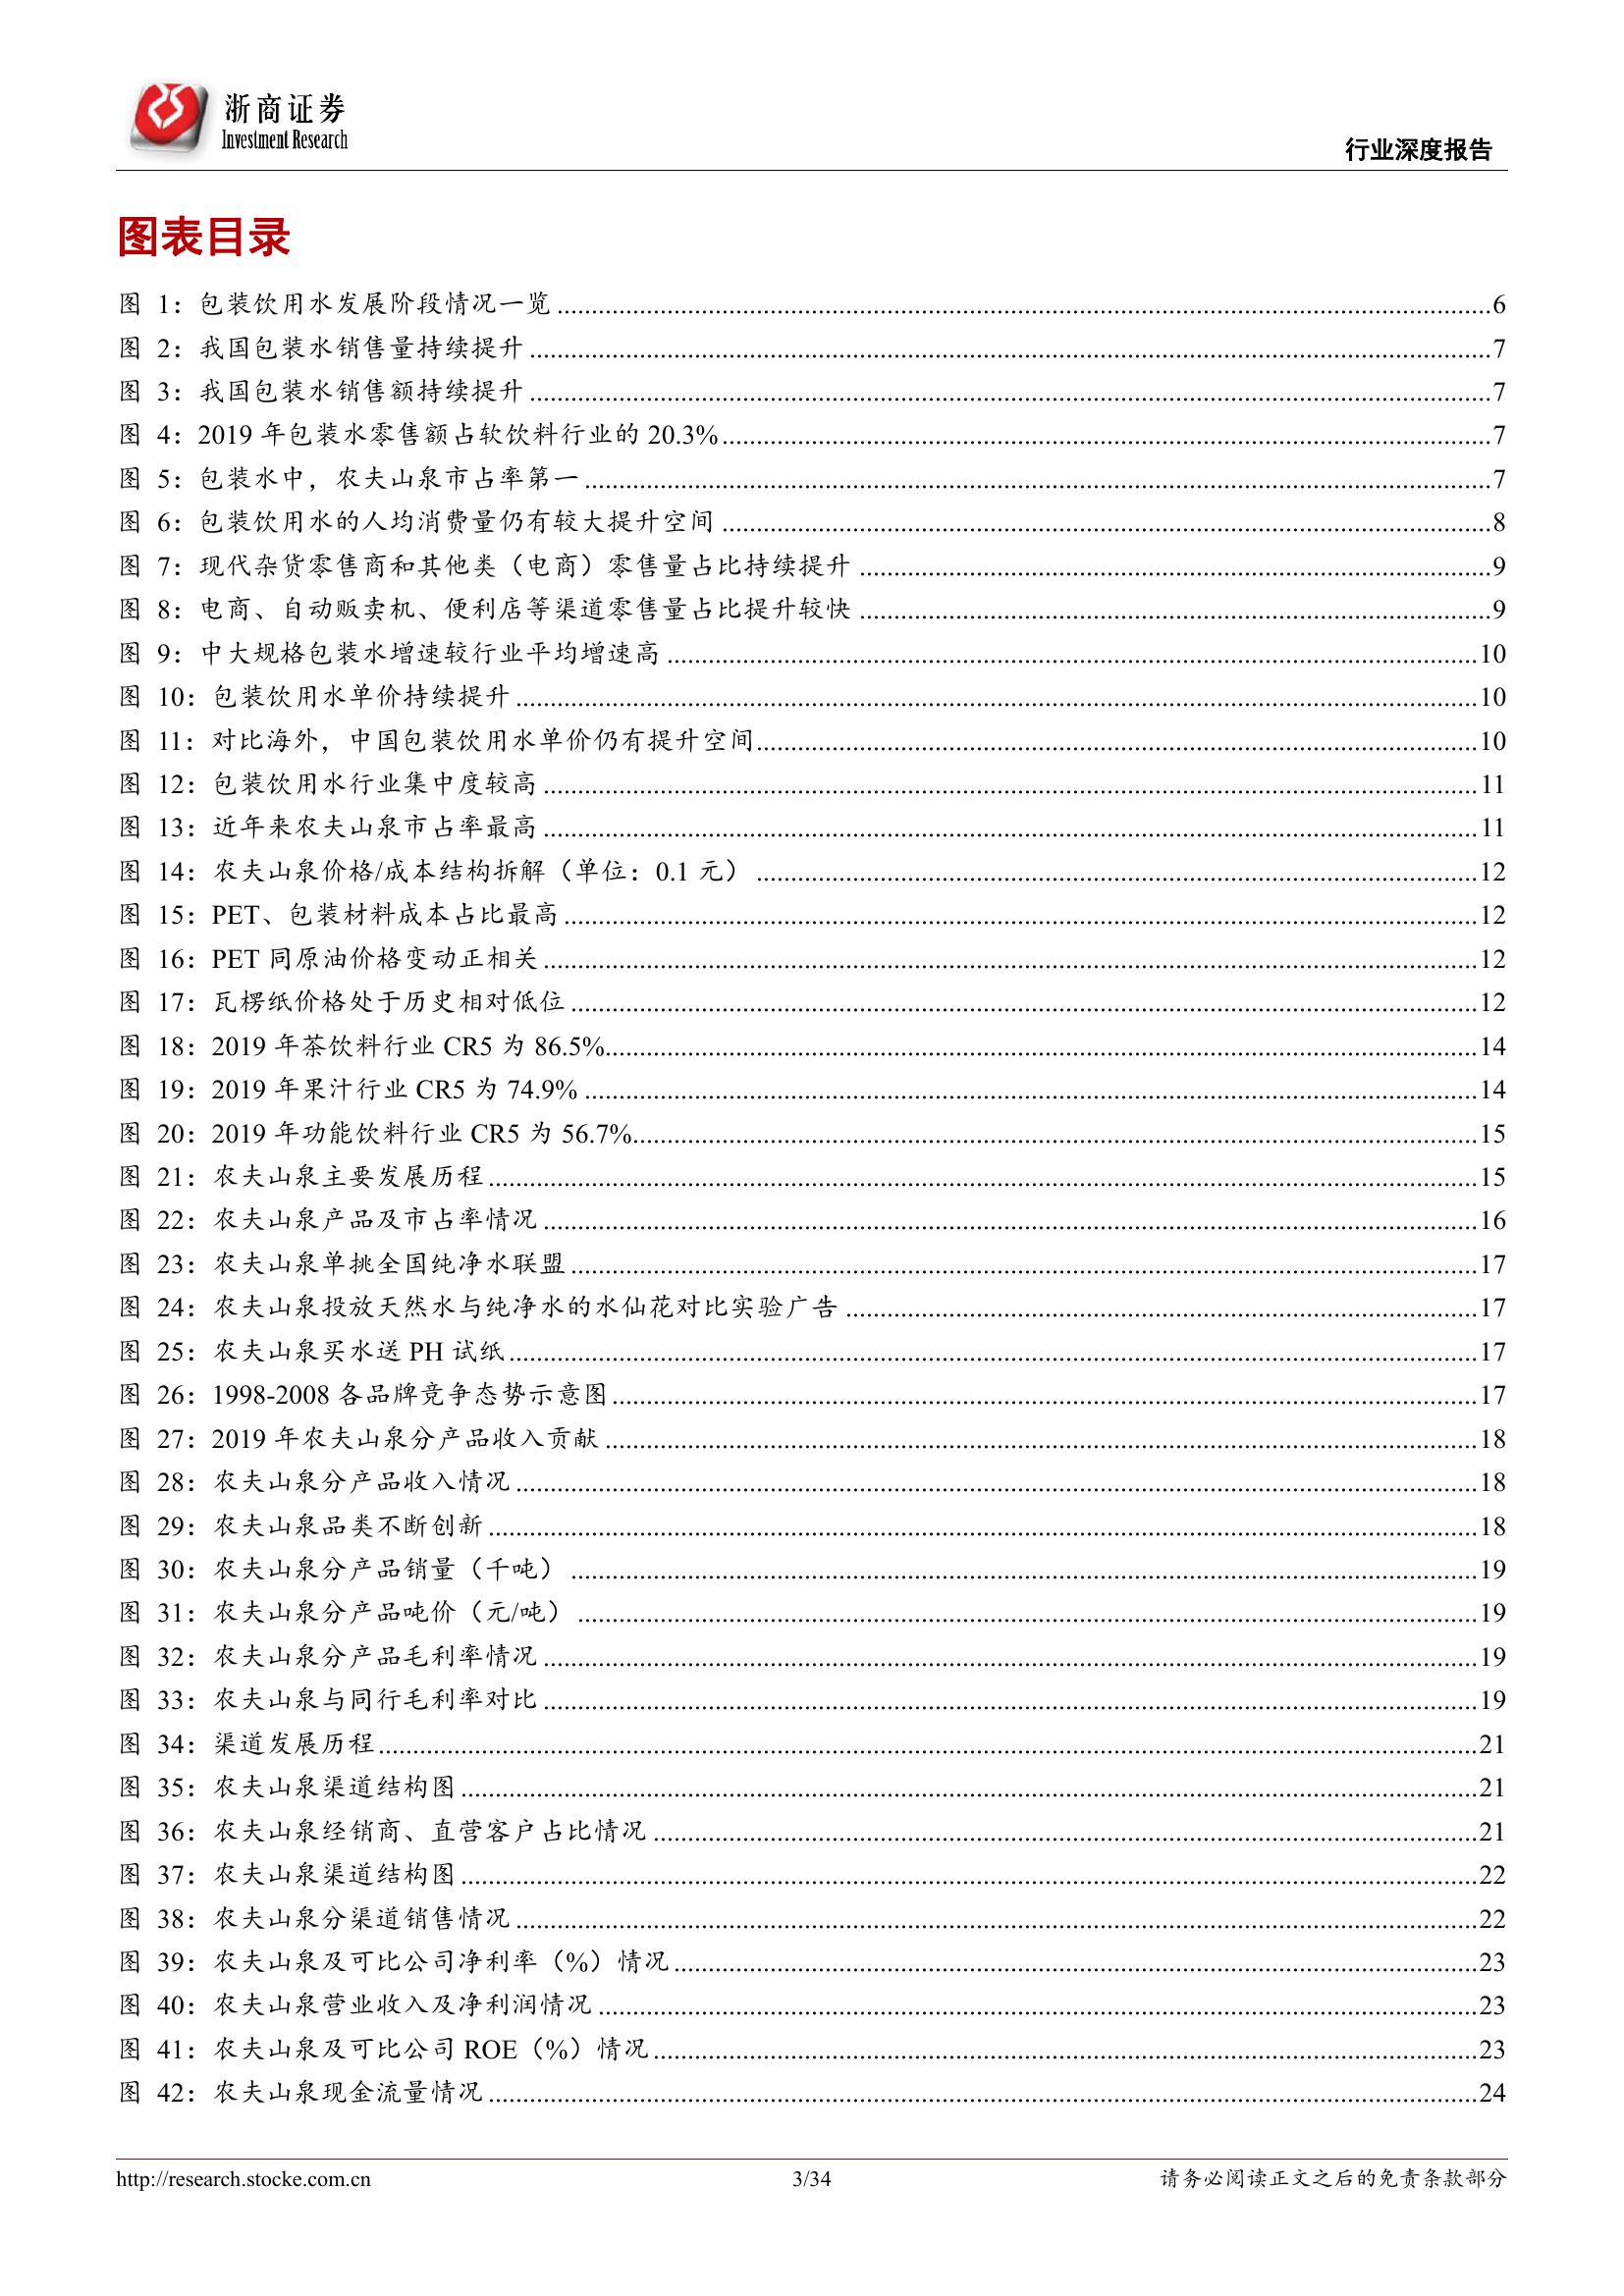 浙商证券
Investment Research
行业深度报告
图表目录
图 1：包装饮用水发展阶段情况一览 ........ 6
图 2：我国包装水销售量持续提升 ........ 7
图 3：我国包装水销售额持续提升 ........ 7
图 4：2019 年包装水零售额占软饮料行业的 20.3% ........ 7
图 5：包装水中，农夫山泉市占率第一 ........ 7
图 6：包装饮用水的人均消费量仍有较大提升空间 ........ 8
图 7：现代杂货零售商和其他类（电商）零售量占比持续提升 ........ 9
图 8：电商、自动贩卖机、便利店等渠道零售量占比提升较快 ........ 9
图 9：中大规格包装水增速较行业平均增速高 ........ 10
图 10：包装饮用水单价持续提升 ........ 10
图 11：对比海外，中国包装饮用水单价仍有提升空间 ........ 10
图 12：包装饮用水行业集中度较高 ........ 11
图 13：近年来农夫山泉市占率最高 ........ 11
图 14：农夫山泉价格/成本结构拆解（单位：0.1 元） ........ 12
图 15：PET、包装材料成本占比最高 ........ 12
图 16：PET 同原油价格变动正相关 ........ 12
图 17：瓦楞纸价格处于历史相对低位 ........ 12
图 18：2019 年茶饮料行业 CR5 为 86.5% ........ 14
图 19：2019 年果汁行业 CR5 为 74.9% ........ 14
图 20：2019 年功能饮料行业 CR5 为 56.7% ........ 15
图 21：农夫山泉主要发展历程 ........ 15
图 22：农夫山泉产品及市占率情况 ........ 16
图 23：农夫山泉单挑全国纯净水联盟 ........ 17
图 24：农夫山泉投放天然水与纯净水的水仙花对比实验广告 ........ 17
图 25：农夫山泉买水送 PH 试纸 ........ 17
图 26：1998-2008 各品牌竞争态势示意图 ........ 17
图 27：2019 年农夫山泉分产品收入贡献 ........ 18
图 28：农夫山泉分产品收入情况 ........ 18
图 29：农夫山泉品类不断创新 ........ 18
图 30：农夫山泉分产品销量（千吨） ........ 19
图 31：农夫山泉分产品吨价（元/吨） ........ 19
图 32：农夫山泉分产品毛利率情况 ........ 19
图 33：农夫山泉与同行毛利率对比 ........ 19
图 34：渠道发展历程 ........ 21
图 35：农夫山泉渠道结构图 ........ 21
图 36：农夫山泉经销商、直营客户占比情况 ........ 21
图 37：农夫山泉渠道结构图 ........ 22
图 38：农夫山泉分渠道销售情况 ........ 22
图 39：农夫山泉及可比公司净利率（%）情况 ........ 23
图 40：农夫山泉营业收入及净利润情况 ........ 23
图 41：农夫山泉及可比公司 ROE（%）情况 ........ 23
图 42：农夫山泉现金流量情况 ........ 24
http://research.stocke.com.cn 3/34 请务必阅读正文之后的免责条款部分